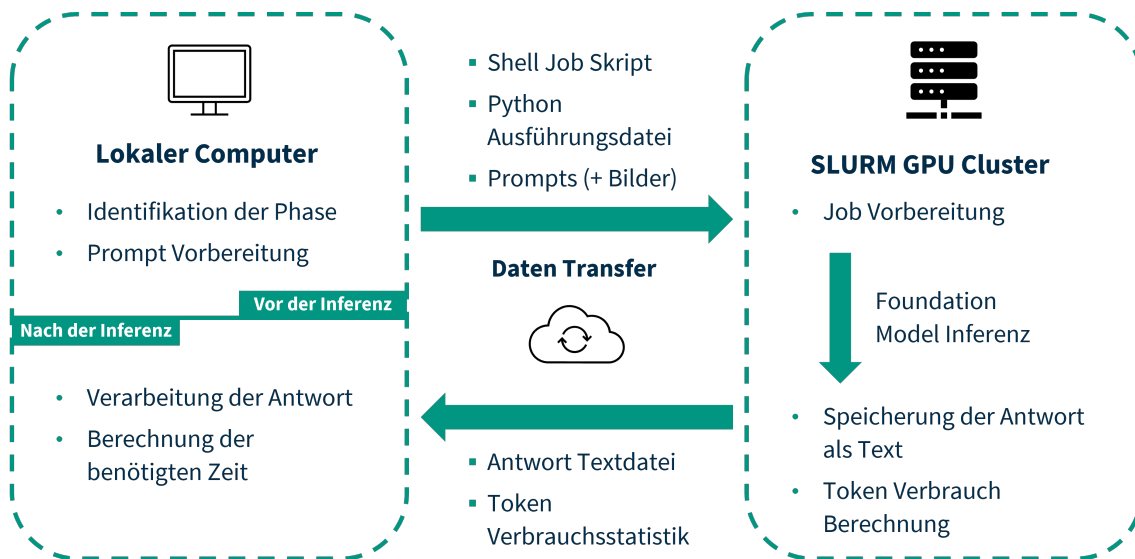 Lokaler Computer
Identifikation der Phase
Prompt Vorbereitung
Vor der Inferenz
Nach der Inferenz
Verarbeitung der Antwort
Berechnung der
benötigten Zeit
Shell Job Skript
Python
Ausführungsdatei
Prompts (+ Bilder)
Daten Transfer
Antwort Textdatei
Token
Verbrauchsstatistik
SLURM GPU Cluster
Job Vorbereitung
Foundation
Model Inferenz
Speicherung der Antwort
als Text
Token Verbrauch
Berechnung